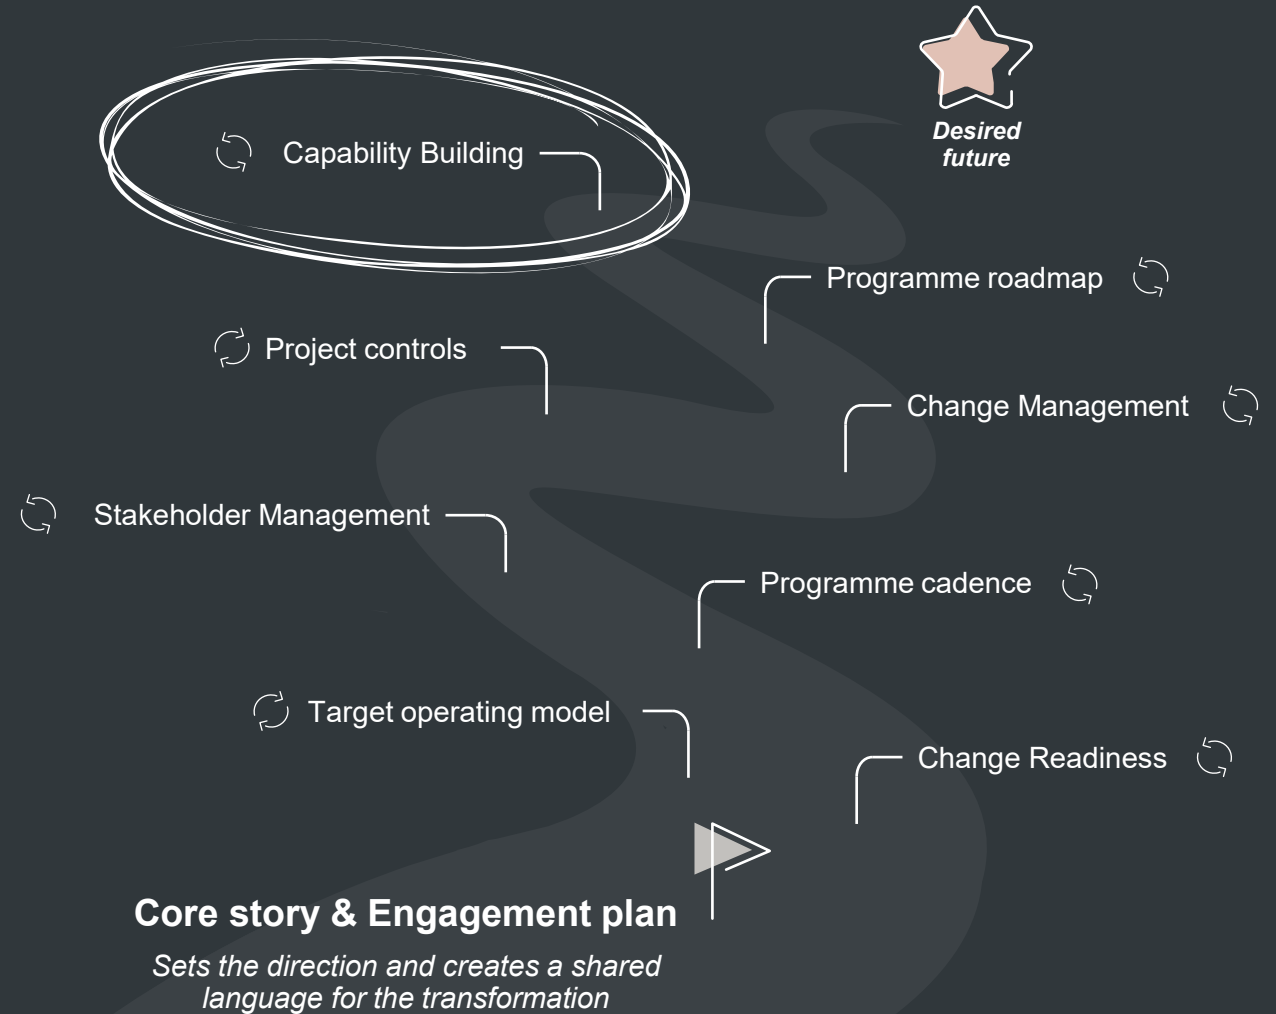 Desired
future
Capability Building
Programme roadmap
Project controls
Change Management
Stakeholder Management
Programme cadence
Target operating model
Change Readiness
Core story & Engagement plan
Sets the direction and creates a shared
language for the transformation